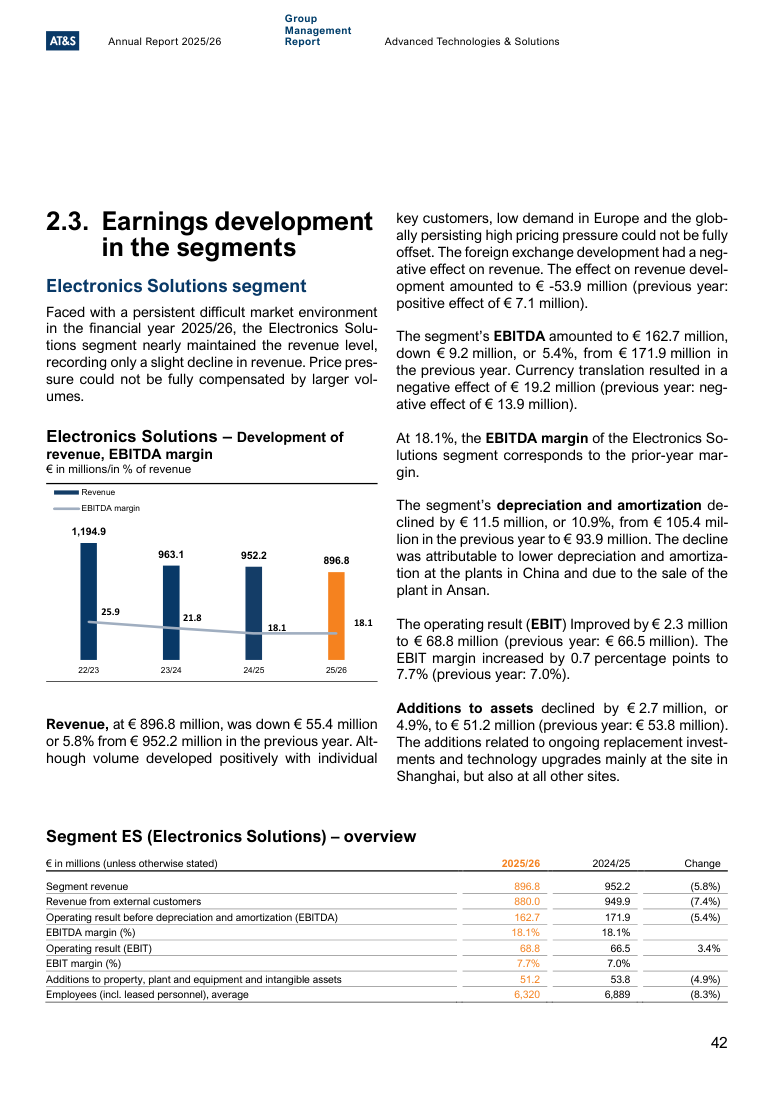 Group
Management
Report
AT&S
Annual Report 2025/26
Advanced Technologies & Solutions
2.3. Earnings development
in the segments
Electronics Solutions segment
Faced with a persistent difficult market environment
in the financial year 2025/26, the Electronics Solu-
tions segment nearly maintained the revenue level,
recording only a slight decline in revenue. Price pres-
sure could not be fully compensated by larger vol-
umes.
Electronics Solutions – Development of
revenue, EBITDA margin
€ in millions/in % of revenue
Revenue
EBITDA margin
1,194.9
963.1
952.2
896.8
25.9
21.8
18.1
18.1
22/23
23/24
24/25
25/26
Revenue, at € 896.8 million, was down € 55.4 million
or 5.8% from € 952.2 million in the previous year. Alt-
hough volume developed positively with individual
key customers, low demand in Europe and the glob-
ally persisting high pricing pressure could not be fully
offset. The foreign exchange development had a neg-
ative effect on revenue. The effect on revenue devel-
opment amounted to € -53.9 million (previous year:
positive effect of € 7.1 million).
The segment's EBITDA amounted to € 162.7 million,
down € 9.2 million, or 5.4%, from € 171.9 million in
the previous year. Currency translation resulted in a
negative effect of € 19.2 million (previous year: neg-
ative effect of € 13.9 million).
At 18.1%, the EBITDA margin of the Electronics So-
lutions segment corresponds to the prior-year mar-
gin.
The segment's depreciation and amortization de-
clined by € 11.5 million, or 10.9%, from € 105.4 mil-
lion in the previous year to € 93.9 million. The decline
was attributable to lower depreciation and amortiza-
tion at the plants in China and due to the sale of the
plant in Ansan.
The operating result (EBIT) Improved by € 2.3 million
to € 68.8 million (previous year: € 66.5 million). The
EBIT margin increased by 0.7 percentage points to
7.7% (previous year: 7.0%).
Additions to assets declined by € 2.7 million, or
4.9%, to € 51.2 million (previous year: € 53.8 million).
The additions related to ongoing replacement invest-
ments and technology upgrades mainly at the site in
Shanghai, but also at all other sites.
Segment ES (Electronics Solutions) – overview
€ in millions (unless otherwise stated) 2025/26 2024/25 Change
Segment revenue 896.8 952.2 (5.8%)
Revenue from external customers 880.0 949.9 (7.4%)
Operating result before depreciation and amortization (EBITDA) 162.7 171.9 (5.4%)
EBITDA margin (%) 18.1% 18.1%
Operating result (EBIT) 68.8 66.5 3.4%
EBIT margin (%) 7.7% 7.0%
Additions to property, plant and equipment and intangible assets 51.2 53.8 (4.9%)
Employees (incl. leased personnel), average 6,320 6,889 (8.3%)
42